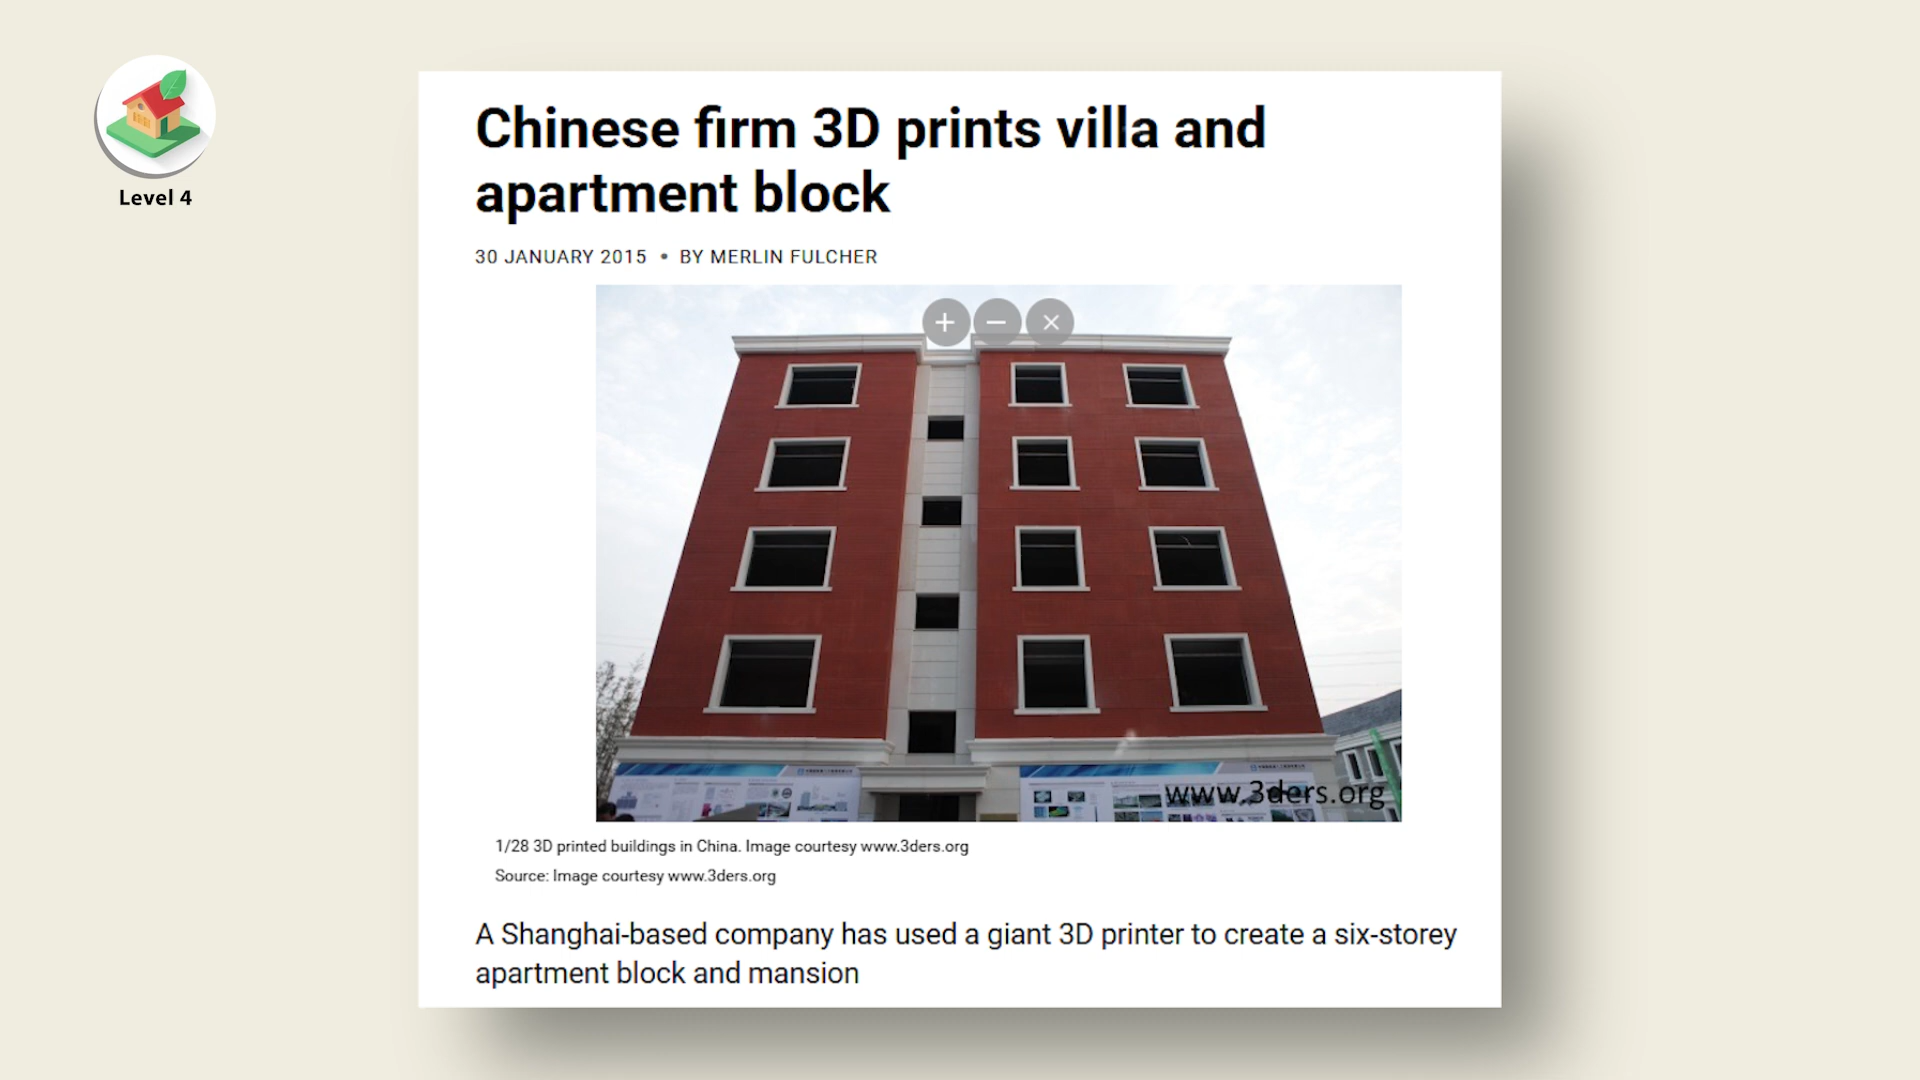 Level 4
Chinese firm 3D prints villa and
apartment block
30 JANUARY 2015 • BY MERLIN FULCHER
www.3ders.org
1/28 3D printed buildings in China. Image courtesy www.3ders.org
Source: Image courtesy www.3ders.org
A Shanghai-based company has used a giant 3D printer to create a six-storey
apartment block and mansion